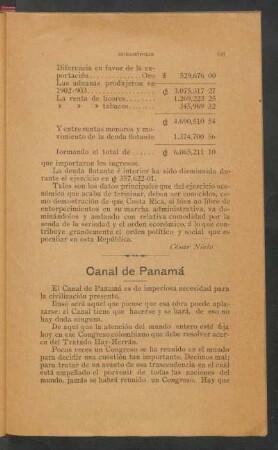 Diferencia en favor de la ex-
portación.............. Oro $ 529,676 00
Las aduanas produjeron en
1902-903................ ₡ 3.075,317 27
La renta de licores......... 1.269,223 25
» » » tabacos....... 345,969 32
₡ 4.690,510 54
Y entre rentas menores y mo-
vimiento de la deuda flotante 1.374,700 56
formando el total de ...... ₡ 6.065,211 10
que importaron los ingresos.
La deuda flotante é interior ha sido disminuida du-
rante el ejercicio en ₡ 357,622-01.
Tales son los datos principales que del ejercicio
económico que acaba de terminar, deben ser conocidos, co-
mo demostración de que Costa Rica, si bien no libre de
entorpecimientos en su marcha administrativa, va do-
minándolos y andando con relativa comodidad por la
senda de la seriedad y el orden económico, á lo que con-
tribuye grandemente el orden político y social que es
peculiar en esta República.
César Nieto
Canal de Panamá
El Canal de Panamá es de imperiosa necesidad para
la civilización presente.
Iluso será aquel que piense que esa obra puede apla-
zarse: el Canal tiene que hacerse y se hará, de eso no
hay duda ninguna.
De aquí que la atención del mundo entero esté fija
hoy en ese Congreso colombiano que debe resolver acer-
ca del Tratado Hay-Herrán.
Pocas veces un Congreso se ha reunido en el mundo
para decidir una cuestión tan importante. Decimos mal;
para tratar de un asunto de esa trascendencia en el cuál
está empeñado el porvenir de todas las naciones del
mundo, jamás se habrá reunido un Congreso. Hay que